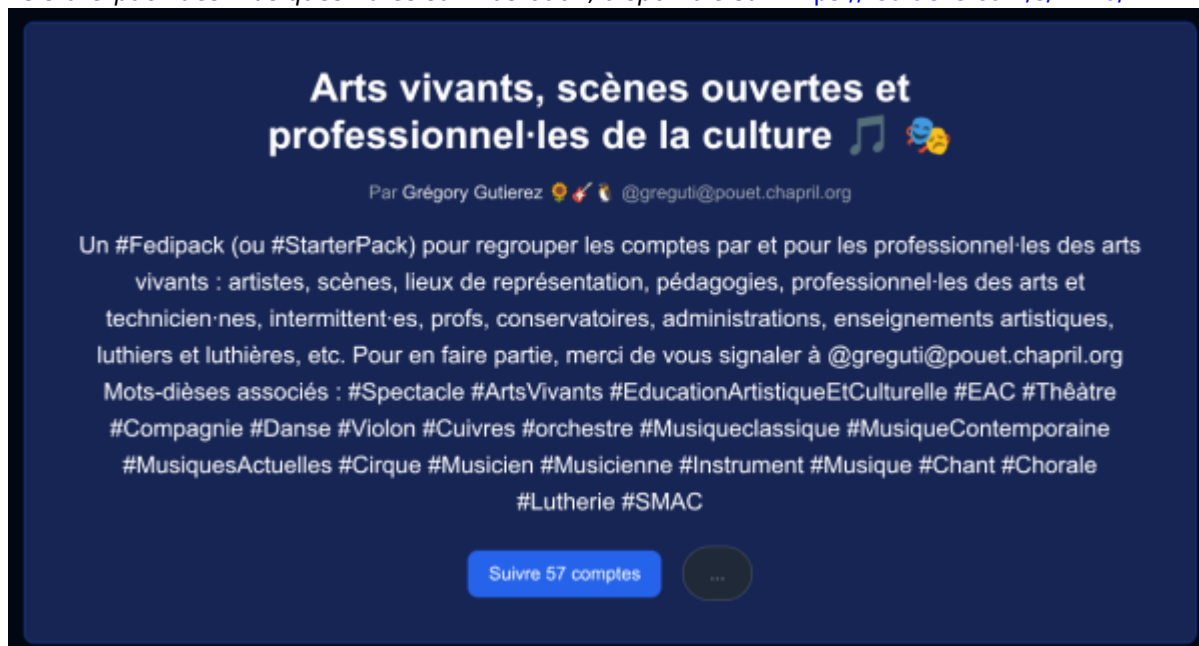 Arts vivants, scènes ouvertes et
professionnel·les de la culture 🎵 🎭
Par Grégory Gutierez 🌻🎸🐧 @greguti@pouet.chapril.org
Un #Fedipack (ou #StarterPack) pour regrouper les comptes par et pour les professionnel·les des arts
vivants : artistes, scènes, lieux de représentation, pédagogies, professionnel·les des arts et
technicien·nes, intermittent·es, profs, conservatoires, administrations, enseignements artistiques,
luthiers et luthières, etc. Pour en faire partie, merci de vous signaler à @greguti@pouet.chapril.org
Mots-dièses associés : #Spectacle #ArtsVivants #EducationArtistiqueEtCulturelle #EAC #Thêàtre
#Compagnie #Danse #Violon #Cuivres #orchestre #Musiqueclassique #MusiqueContemporaine
#MusiquesActuelles #Cirque #Musicien #Musicienne #Instrument #Musique #Chant #Chorale
#Lutherie #SMAC
Suivre 57 comptes ...